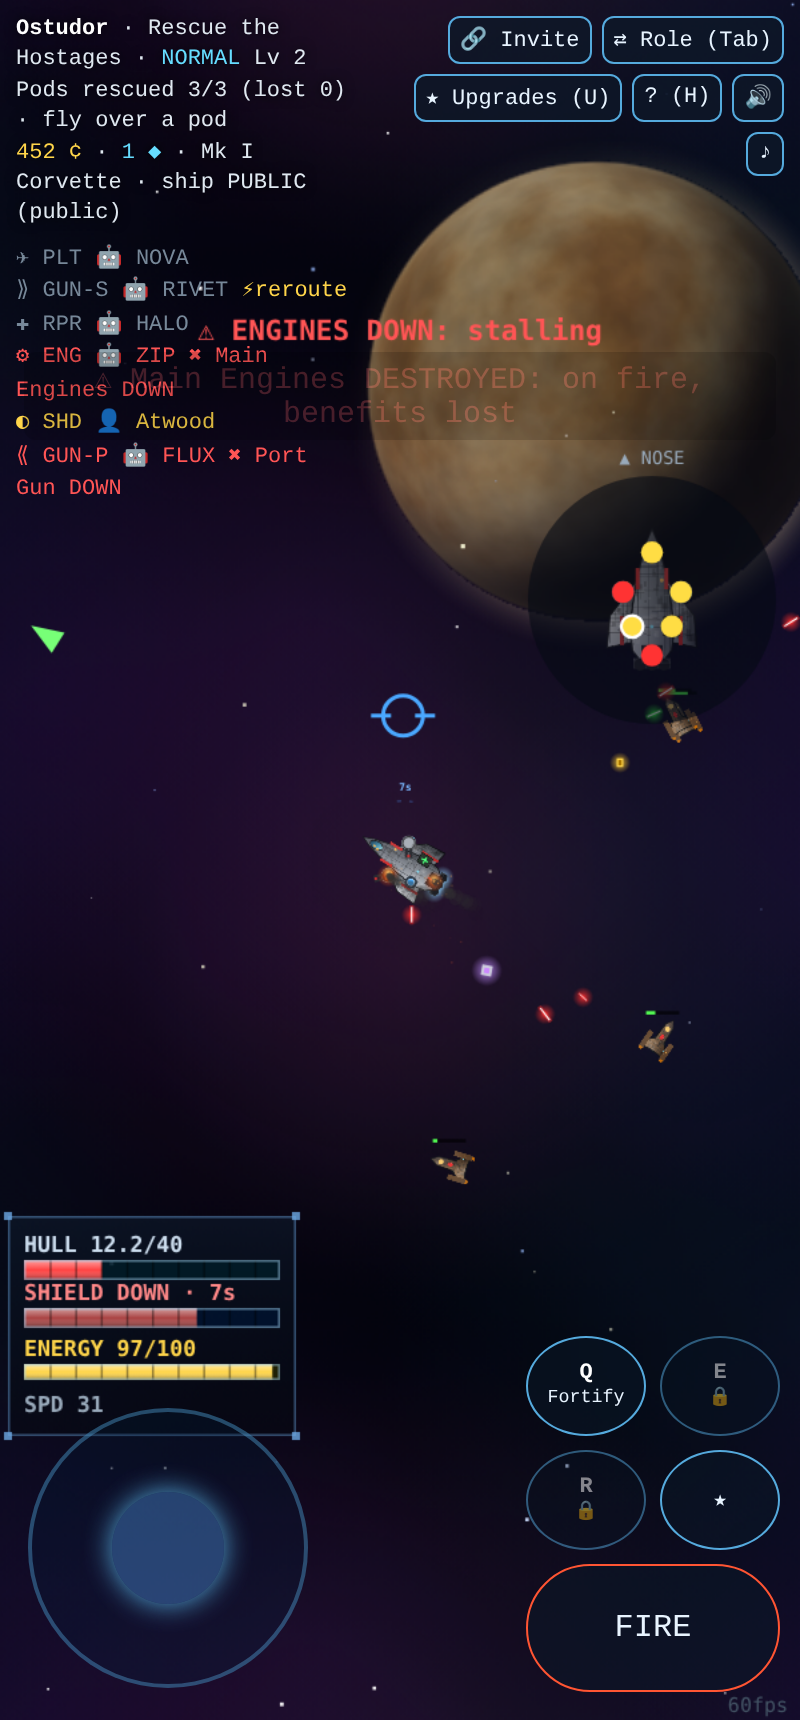 Ostudor · Rescue the
Hostages · NORMAL Lv 2
Pods rescued 3/3 (lost 0)
· fly over a pod
452 ¢ · 1 ◆ · Mk I
Corvette · ship PUBLIC
(public)
🔗 Invite
⇄ Role (Tab)
★ Upgrades (U)
? (H)
🔊
♪
✈ PLT 🤖 NOVA
⟫ GUN-S 🤖 RIVET ⚡reroute
✚ RPR 🤖 HALO
⚙ ENG 🤖 ZIP ✖ Main
Engines DOWN
◐ SHD 👤 Atwood
⟪ GUN-P 🤖 FLUX ✖ Port
Gun DOWN
⚠ ENGINES DOWN: stalling
⚠ Main Engines DESTROYED: on fire,
benefits lost
▲ NOSE
7s
HULL 12.2/40
SHIELD DOWN · 7s
ENERGY 97/100
SPD 31
Q
Fortify
E
🔒
R
🔒
★
FIRE
60fps